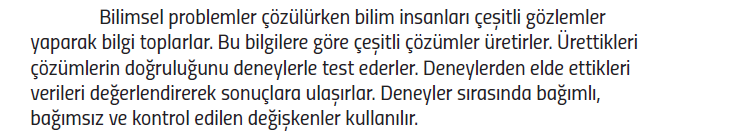 Bilimsel problemler çözülürken bilim insanları çeşitli gözlemler
yaparak bilgi toplarlar. Bu bilgilere göre çeşitli çözümler üretirler. Ürettikleri
çözümlerin doğruluğunu deneylerle test ederler. Deneylerden elde ettikleri
verileri değerlendirerek sonuçlara ulaşırlar. Deneyler sırasında bağımlı,
bağımsız ve kontrol edilen değişkenler kullanılır.